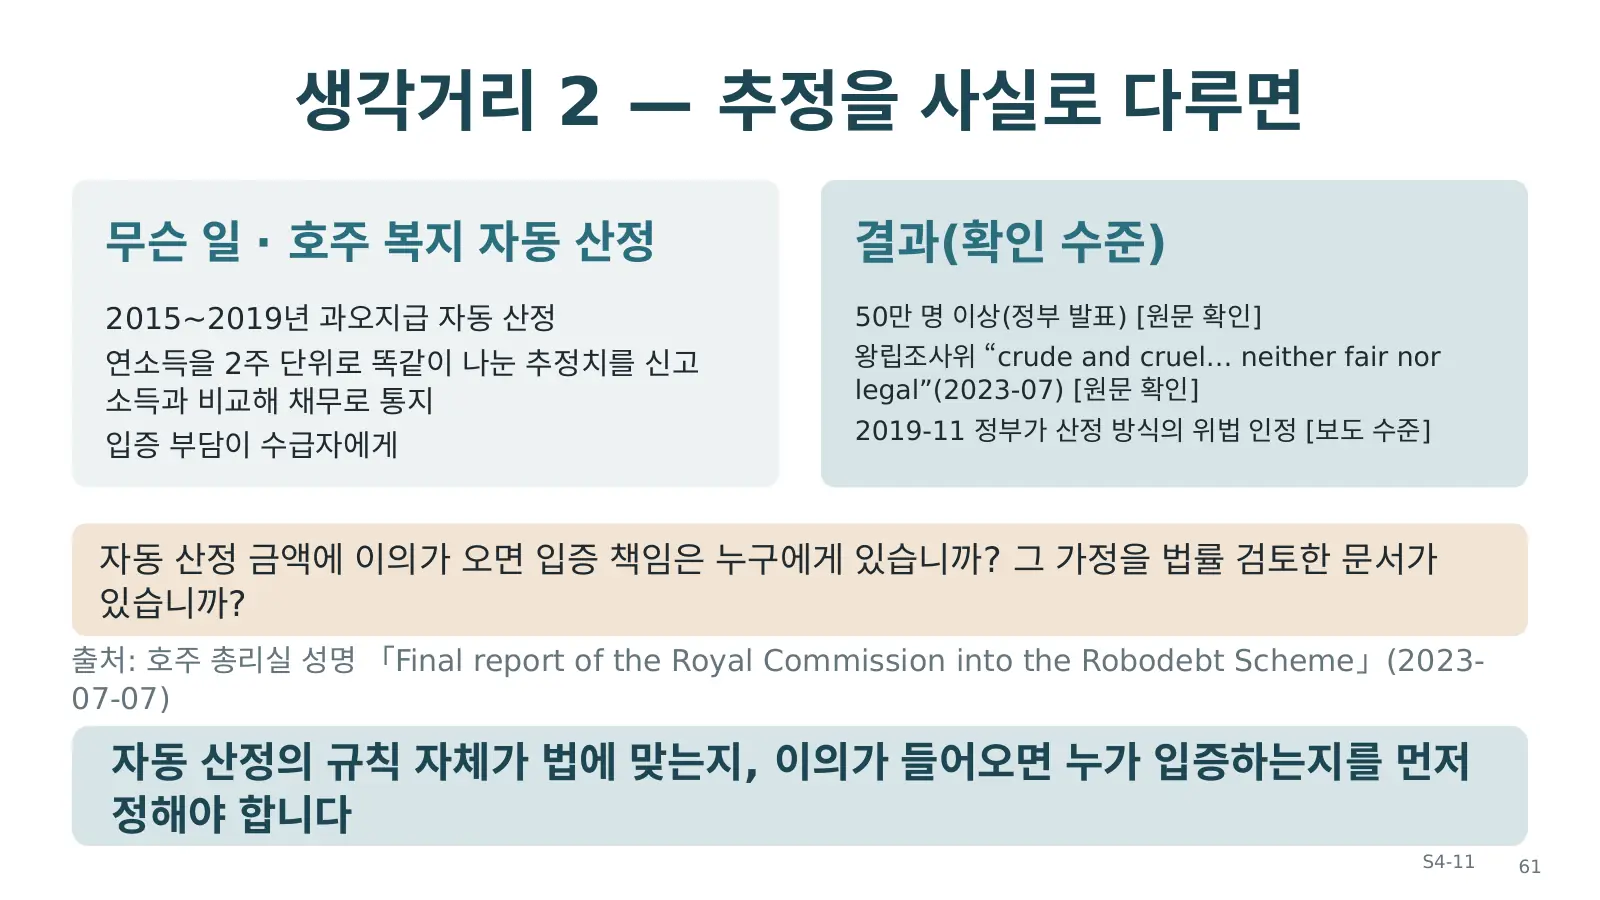 생각거리 2 — 추정을 사실로 다루면
무슨 일 · 호주 복지 자동 산정
2015~2019년 과오지급 자동 산정
연소득을 2주 단위로 똑같이 나눈 추정치를 신고
소득과 비교해 채무로 통지
입증 부담이 수급자에게
결과(확인 수준)
50만 명 이상(정부 발표) [원문 확인]
왕립조사위 “crude and cruel… neither fair nor
legal”(2023-07) [원문 확인]
2019-11 정부가 산정 방식의 위법 인정 [보도 수준]
자동 산정 금액에 이의가 오면 입증 책임은 누구에게 있습니까? 그 가정을 법률 검토한 문서가
있습니까?
출처: 호주 총리실 성명 「Final report of the Royal Commission into the Robodebt Scheme」(2023-
07-07)
자동 산정의 규칙 자체가 법에 맞는지, 이의가 들어오면 누가 입증하는지를 먼저
정해야 합니다
S4-11
61